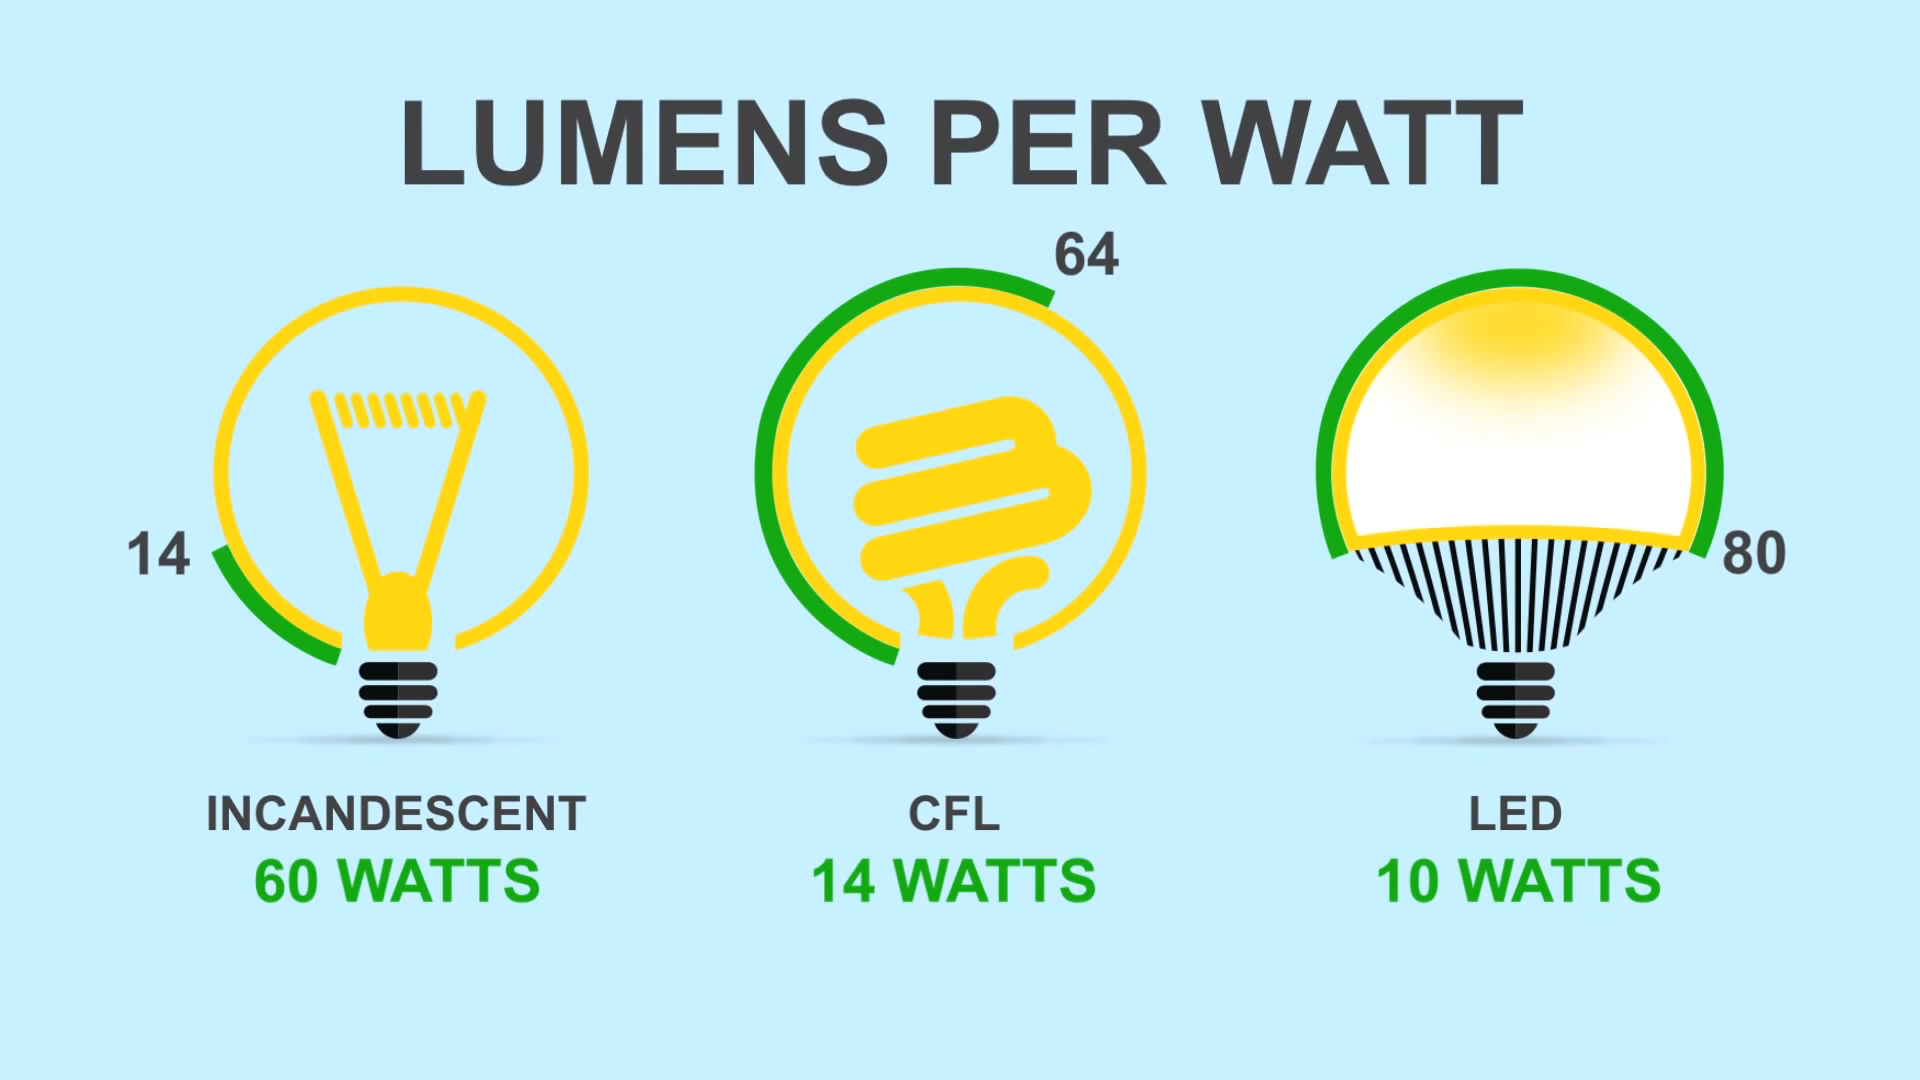 LUMENS PER WATT
64
14
80
INCANDESCENT
60 WATTS
CFL
14 WATTS
LED
10 WATTS